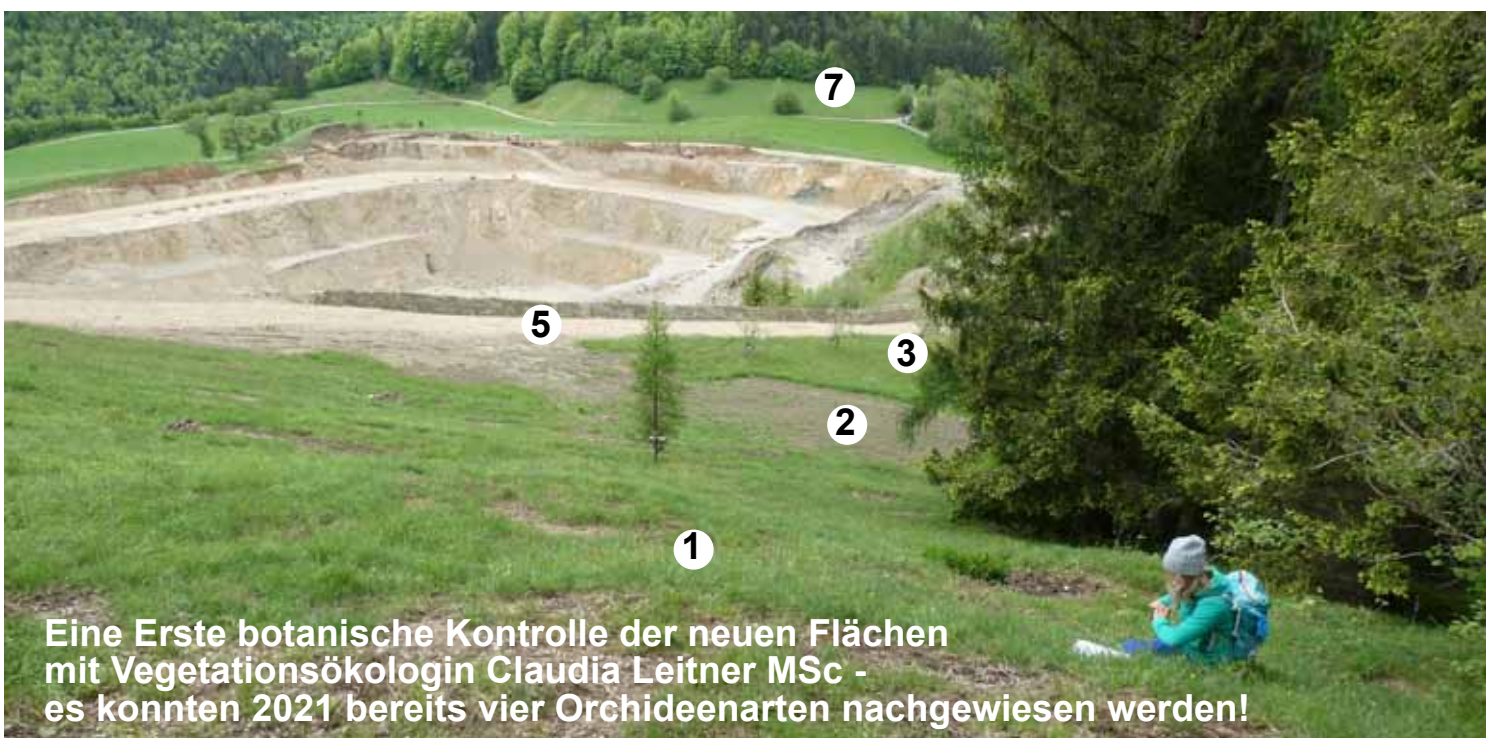 7
5
3
2
1
Eine Erste botanische Kontrolle der neuen Flächen
mit Vegetationsökologin Claudia Leitner MSc -
es konnten 2021 bereits vier Orchideenarten nachgewiesen werden!